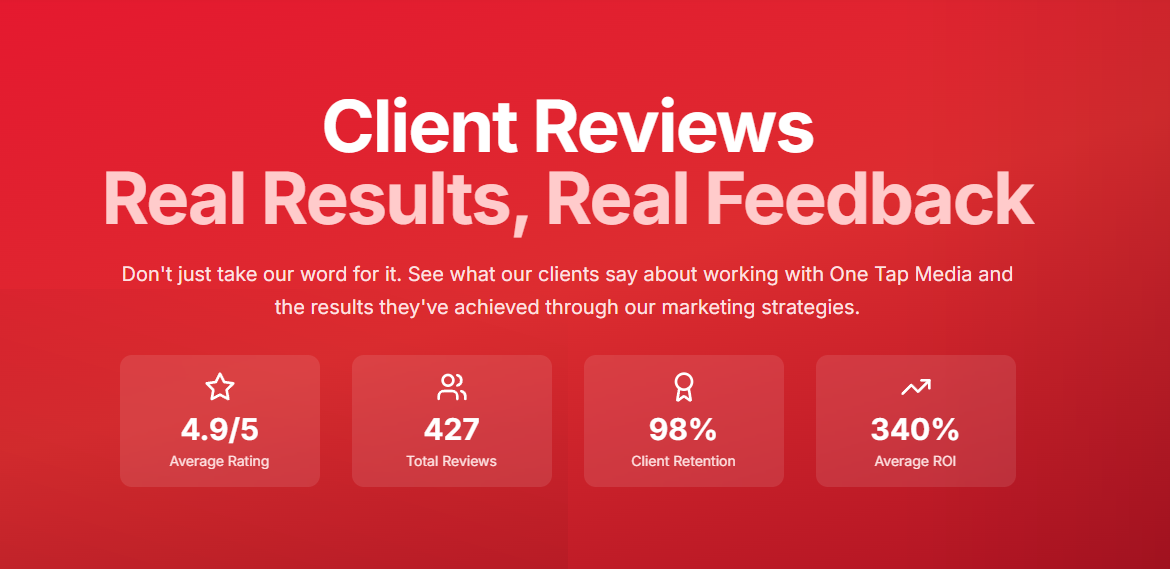 Client Reviews
Real Results, Real Feedback
Don't just take our word for it. See what our clients say about working with One Tap Media and
the results they've achieved through our marketing strategies.
4.9/5
Average Rating
427
Total Reviews
98%
Client Retention
340%
Average ROI